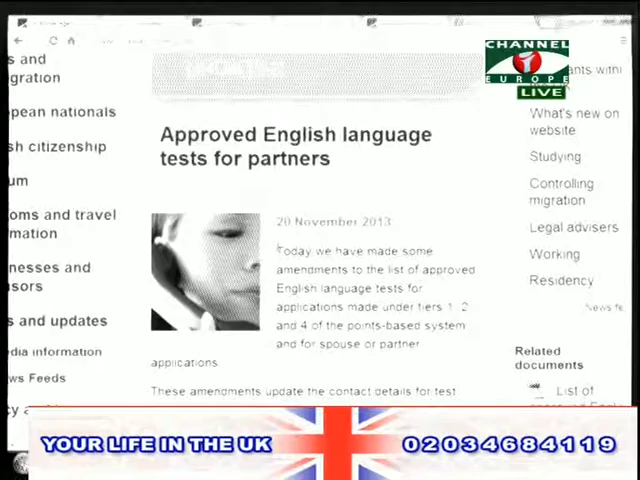 CHANNEL
i
EUROPE
LIVE
s and
gration
pean nationals
sh citizenship
um
oms and travel
mation
nesses and
sors
s and updates
edia information
ws Feeds
cy a
Approved English language
tests for partners
20 November 2013
Today we have made some
amendments to the list of approved
English language tests for
applications made under tiers 1, 2
and 4 of the points-based system
and for spouse or partner
applications.
These amendments update the contact details for test
ants withi
What's new on
website
Studying
Controlling
migration
Legal advisers
Working
Residency
News fe
Related
documents
List of
YOUR LIFE IN THE UK
02034684119